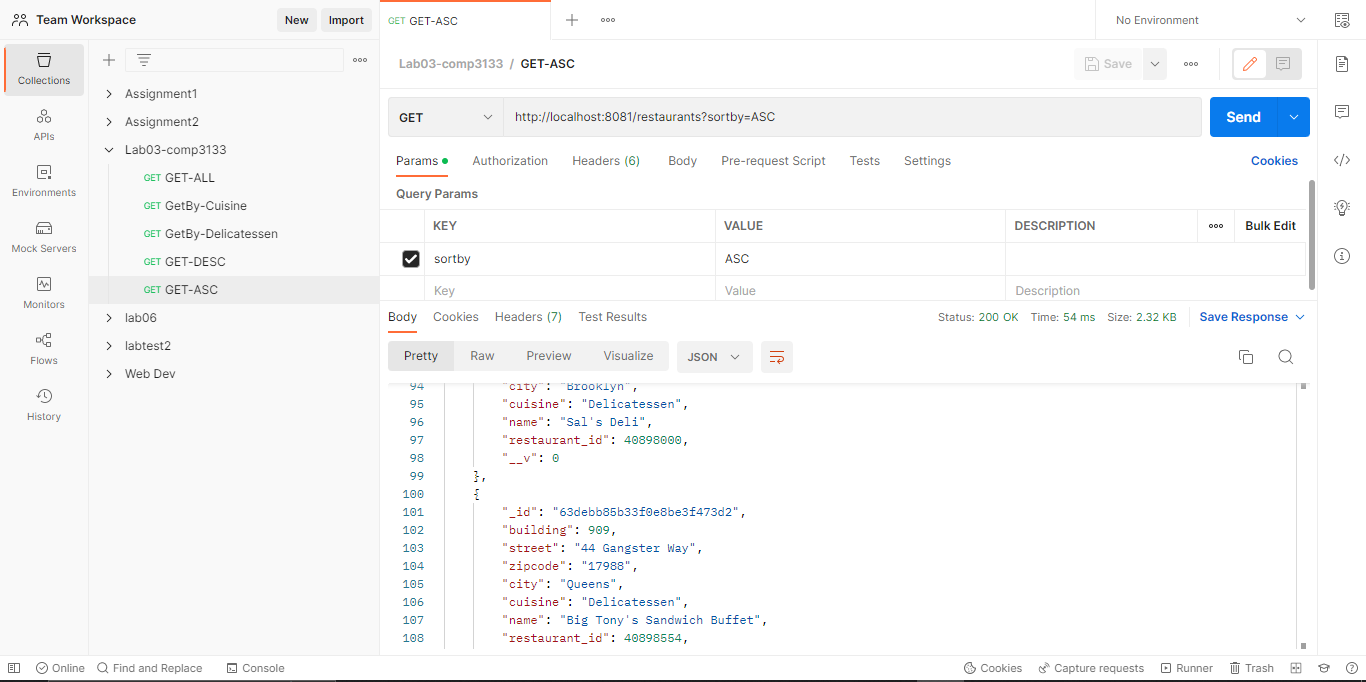 Team Workspace
New
Import
GET GET-ASC
No Environment
Collections
APIs
Environments
Mock Servers
Monitors
Flows
History
Assignment1
Assignment2
Lab03-comp3133
GET GET-ALL
GET GetBy-Cuisine
GET GetBy-Delicatessen
GET GET-DESC
GET GET-ASC
lab06
labtest2
Web Dev
Lab03-comp3133 / GET-ASC
Save
GET
http://localhost:8081/restaurants?sortby=ASC
Send
Params Authorization Headers (6) Body Pre-request Script Tests Settings Cookies
Query Params
KEY VALUE DESCRIPTION Bulk Edit
sortby ASC
Key Value Description
Body Cookies Headers (7) Test Results Status: 200 OK Time: 54 ms Size: 2.32 KB Save Response
Pretty Raw Preview Visualize JSON
94 "city": "Brooklyn",
95 "cuisine": "Delicatessen",
96 "name": "Sal's Deli",
97 "restaurant_id": 40898000,
98 "__v": 0
99 },
100 {
101 "_id": "63debb85b33f0e8be3f473d2",
102 "building": 909,
103 "street": "44 Gangster Way",
104 "zipcode": "17988",
105 "city": "Queens",
106 "cuisine": "Delicatessen",
107 "name": "Big Tony's Sandwich Buffet",
108 "restaurant_id": 40898554,
Online Find and Replace Console Cookies Capture requests Runner Trash